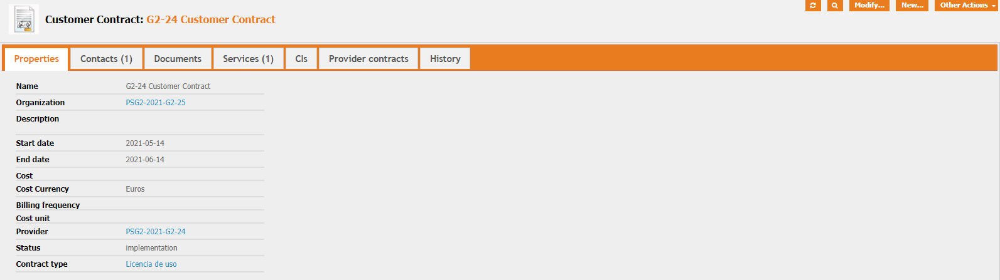 Customer Contract: G2-24 Customer Contract
Modify... New... Other Actions
Properties Contacts (1) Documents Services (1) CIs Provider contracts History
Name G2-24 Customer Contract
Organization PSG2-2021-G2-25
Description
Start date 2021-05-14
End date 2021-06-14
Cost
Cost Currency Euros
Billing frequency
Cost unit
Provider PSG2-2021-G2-24
Status implementation
Contract type Licencia de uso